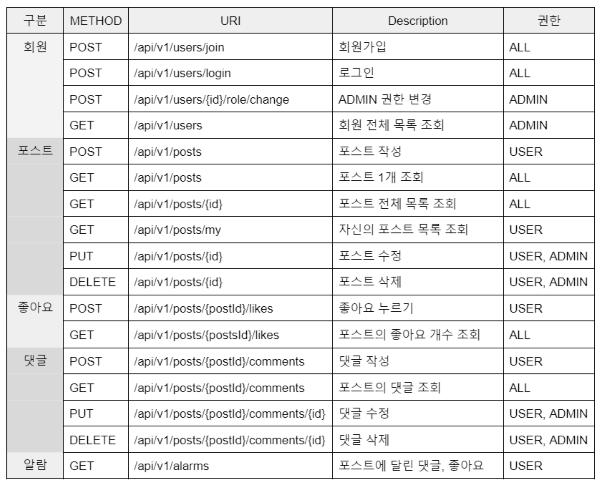 구분 METHOD URI Description 권한
회원 POST /api/v1/users/join 회원가입 ALL
POST /api/v1/users/login 로그인 ALL
POST /api/v1/users/{id}/role/change ADMIN 권한 변경 ADMIN
GET /api/v1/users 회원 전체 목록 조회 ADMIN
포스트 POST /api/v1/posts 포스트 작성 USER
GET /api/v1/posts 포스트 1개 조회 ALL
GET /api/v1/posts/{id} 포스트 전체 목록 조회 ALL
GET /api/v1/posts/my 자신의 포스트 목록 조회 USER
PUT /api/v1/posts/{id} 포스트 수정 USER, ADMIN
DELETE /api/v1/posts/{id} 포스트 삭제 USER, ADMIN
좋아요 POST /api/v1/posts/{postId}/likes 좋아요 누르기 USER
GET /api/v1/posts/{postsId}/likes 포스트의 좋아요 개수 조회 ALL
댓글 POST /api/v1/posts/{postId}/comments 댓글 작성 USER
GET /api/v1/posts/{postId}/comments 포스트의 댓글 조회 ALL
PUT /api/v1/posts/{postId}/comments/{id} 댓글 수정 USER, ADMIN
DELETE /api/v1/posts/{postId}/comments/{id} 댓글 삭제 USER, ADMIN
알람 GET /api/v1/alarms 포스트에 달린 댓글, 좋아요 USER